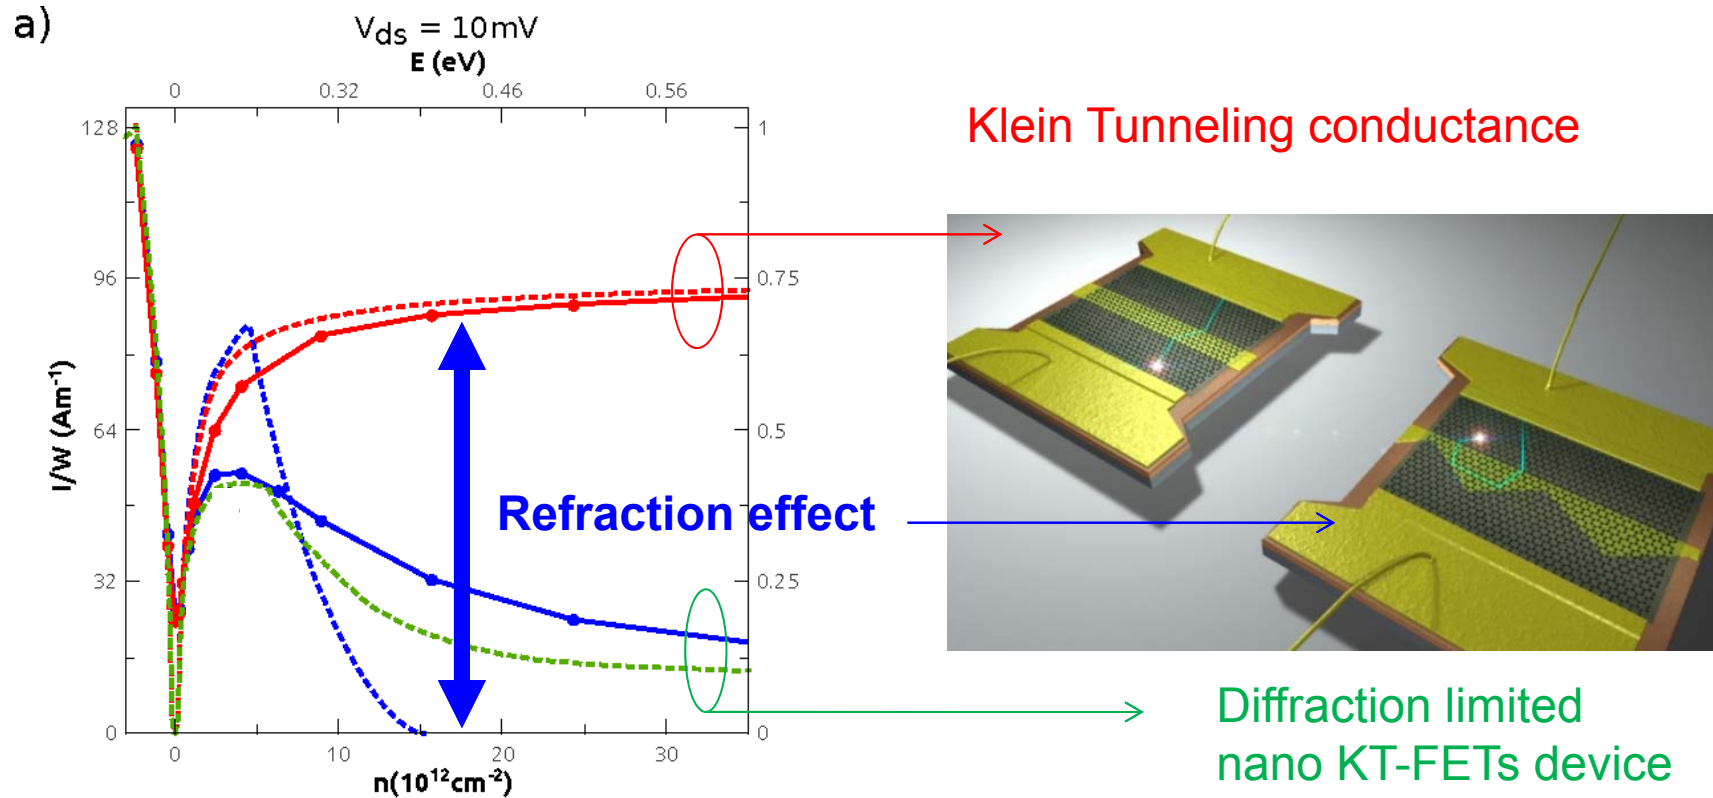 a)
V_ds = 10mV
E (eV)
0 0.32 0.46 0.56
128
96
64
32
0
I/W (Am⁻¹)
1
0.75
0.5
0.25
0
0 10 20 30
n(10¹²cm⁻²)
Refraction effect
Klein Tunneling conductance
Diffraction limited
nano KT-FETs device